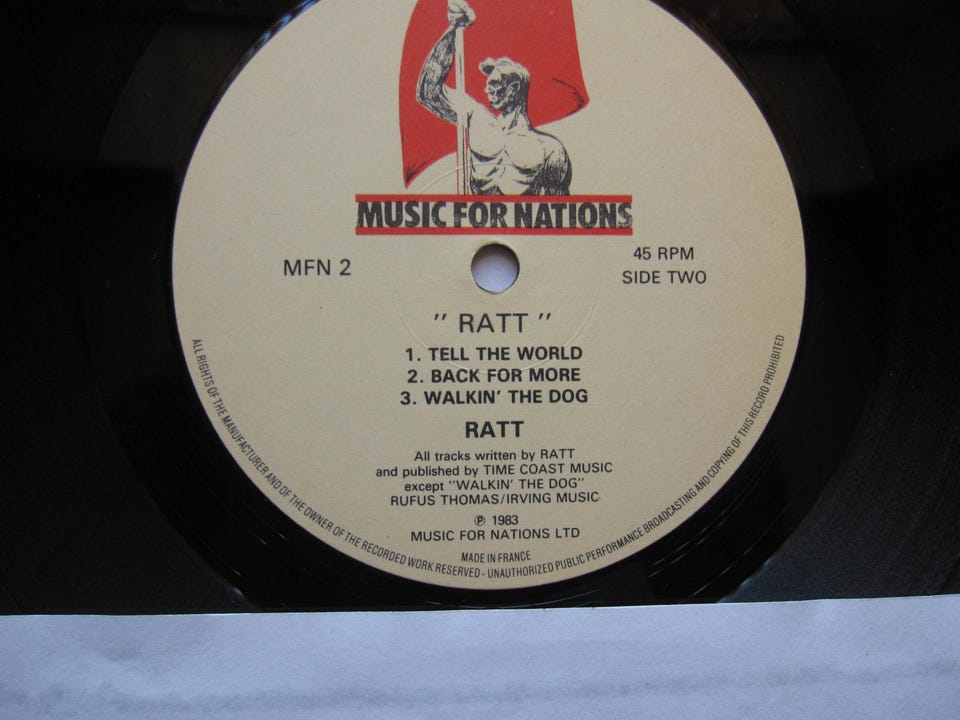 MUSIC FOR NATIONS
MFN 2
45 RPM
SIDE TWO
" RATT "
1. TELL THE WORLD
2. BACK FOR MORE
3. WALKIN' THE DOG
RATT
All tracks written by RATT
and published by TIME COAST MUSIC
except "WALKIN' THE DOG"
RUFUS THOMAS/IRVING MUSIC
℗ 1983
MUSIC FOR NATIONS LTD
MADE IN FRANCE
ALL RIGHTS OF THE MANUFACTURER AND OF THE OWNER OF THE RECORDED WORK RESERVED - UNAUTHORIZED PUBLIC PERFORMANCE BROADCASTING AND COPYING OF THIS RECORD PROHIBITED